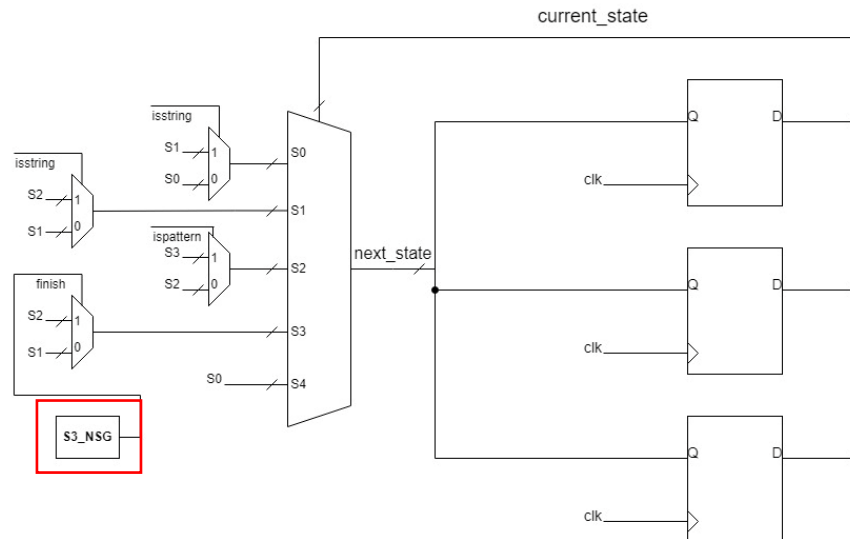 current_state
isstring
S1
1
S0
0
S0
isstring
S2
1
S1
0
S1
ispattern
S3
1
S2
0
S2
next_state
finish
S2
1
S1
0
S3
S0
S4
S3_NSG
Q
D
clk
Q
D
clk
Q
D
clk